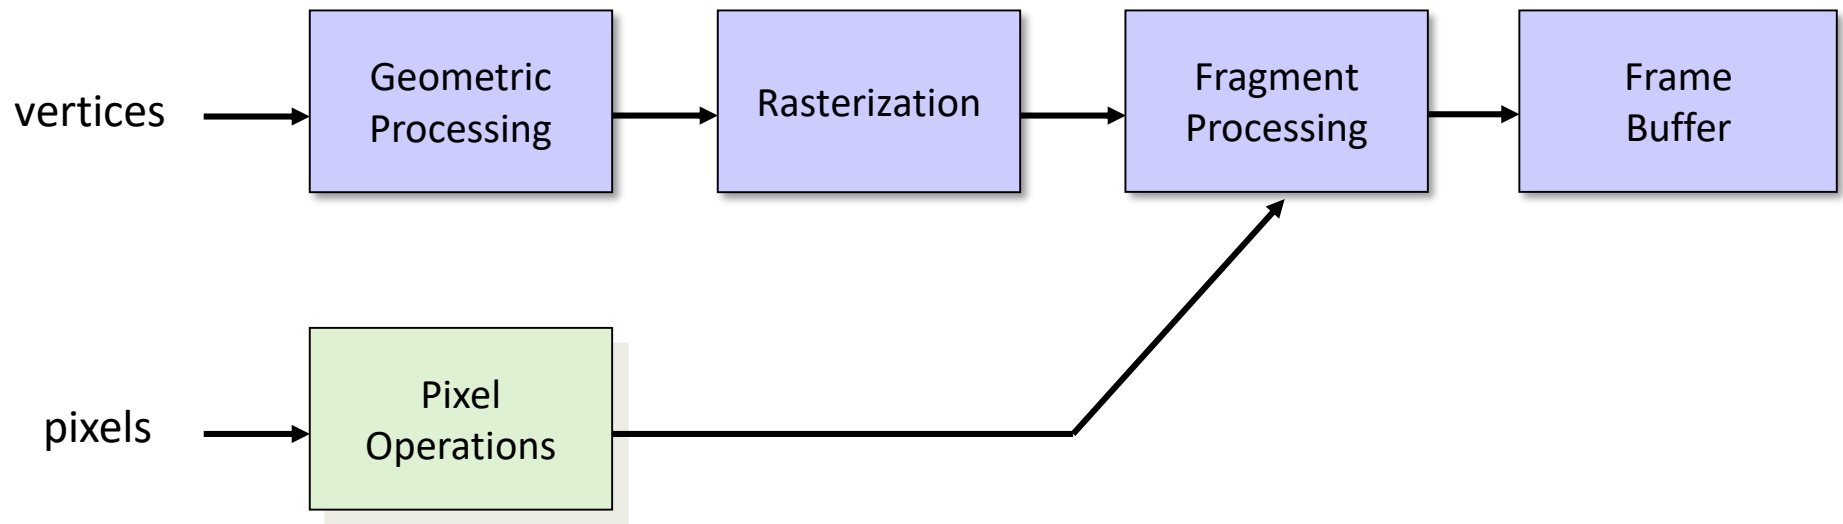 vertices
Geometric
Processing
Rasterization
Fragment
Processing
Frame
Buffer
pixels
Pixel
Operations